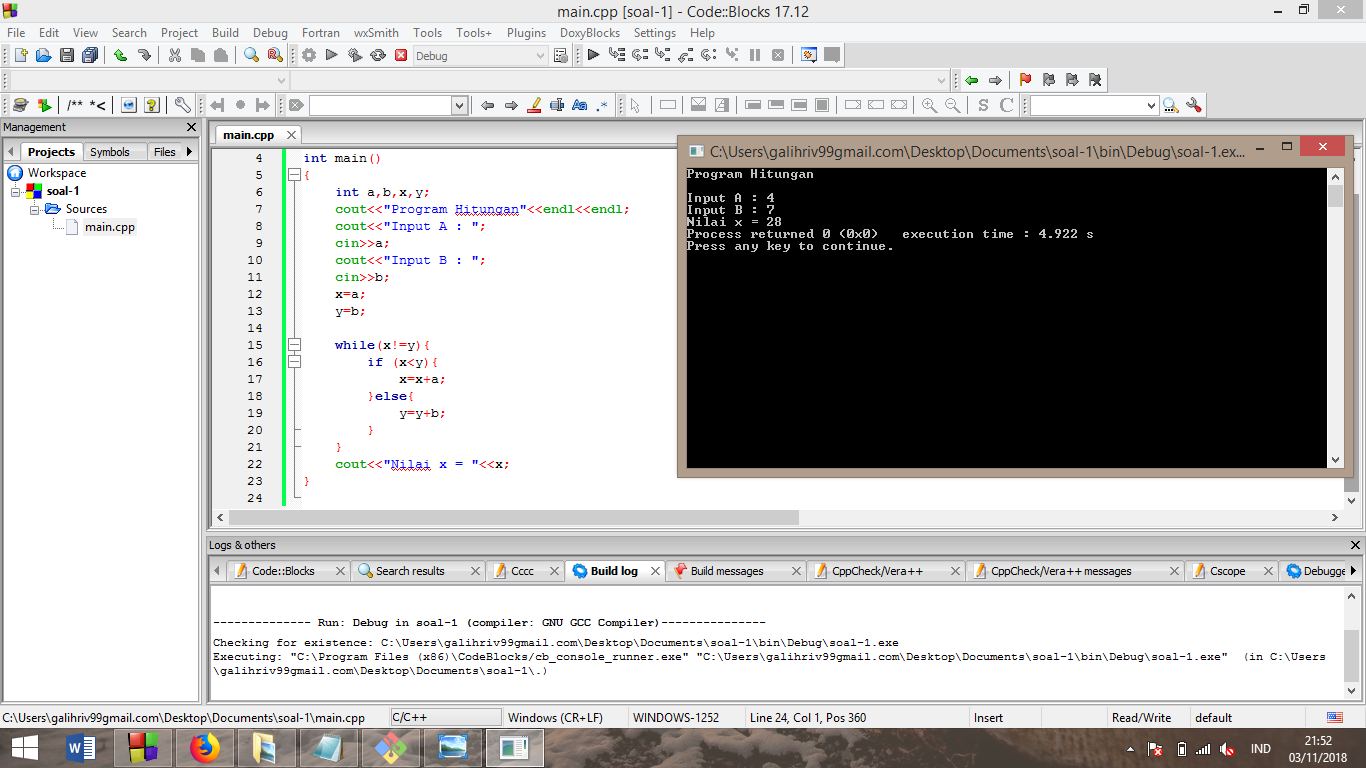 main.cpp [soal-1] - Code::Blocks 17.12
File Edit View Search Project Build Debug Fortran wxSmith Tools Tools+ Plugins DoxyBlocks Settings Help
Debug
/** *<
Aa .*
S C
Management
Projects Symbols Files
Workspace
soal-1
Sources
main.cpp
main.cpp
4 int main()
5 {
6 int a,b,x,y;
7 cout<<"Program Hitungan"<<endl<<endl;
8 cout<<"Input A : ";
9 cin>>a;
10 cout<<"Input B : ";
11 cin>>b;
12 x=a;
13 y=b;
14
15 while(x!=y){
16 if (x<y){
17 x=x+a;
18 }else{
19 y=y+b;
20 }
21 }
22 cout<<"Nilai x = "<<x;
23 }
24
C:\Users\galihriv99gmail.com\Desktop\Documents\soal-1\bin\Debug\soal-1.ex...
Program Hitungan
Input A : 4
Input B : 7
Nilai x = 28
Process returned 0 (0x0) execution time : 4.922 s
Press any key to continue.
Logs & others
Code::Blocks Search results Cccc Build log Build messages CppCheck/Vera++ CppCheck/Vera++ messages Cscope Debugge
-------------- Run: Debug in soal-1 (compiler: GNU GCC Compiler)---------------
Checking for existence: C:\Users\galihriv99gmail.com\Desktop\Documents\soal-1\bin\Debug\soal-1.exe
Executing: "C:\Program Files (x86)\CodeBlocks/cb_console_runner.exe" "C:\Users\galihriv99gmail.com\Desktop\Documents\soal-1\bin\Debug\soal-1.exe" (in C:\Users
\galihriv99gmail.com\Desktop\Documents\soal-1\.)
C:\Users\galihriv99gmail.com\Desktop\Documents\soal-1\main.cpp C/C++ Windows (CR+LF) WINDOWS-1252 Line 24, Col 1, Pos 360 Insert Read/Write default
IND
21:52
03/11/2018